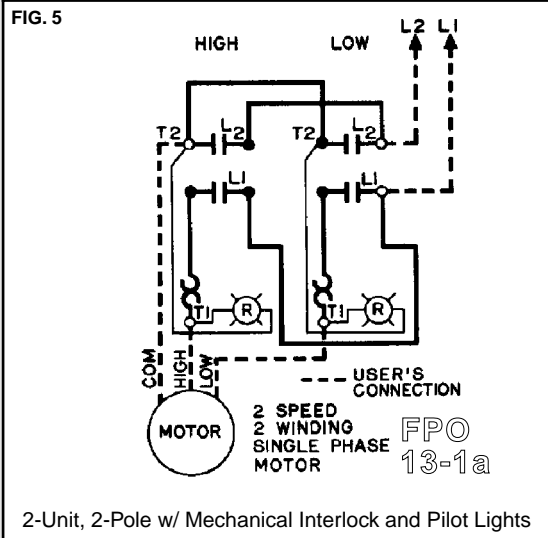 FIG. 5
HIGH
LOW
L2 L1
T2
L2
T2
L2
L1
L1
T1
R
T1
R
COM
HIGH
LOW
USER'S
CONNECTION
MOTOR
2 SPEED
2 WINDING
SINGLE PHASE
MOTOR
FPO
13-1a
2-Unit, 2-Pole w/ Mechanical Interlock and Pilot Lights